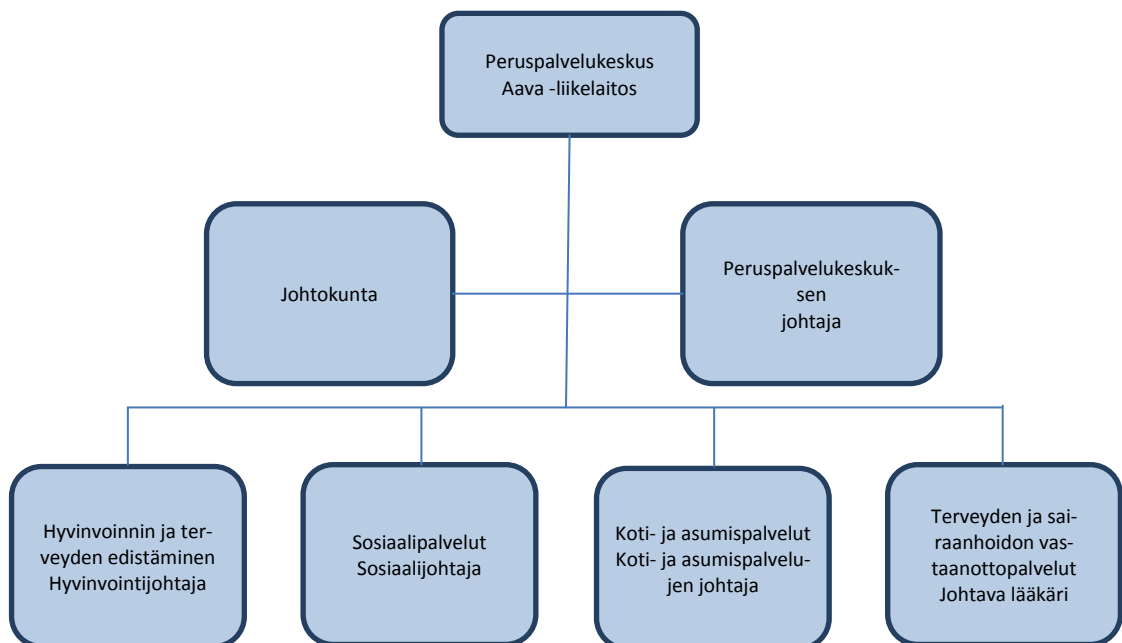 Peruspalvelukeskus
Aava -liikelaitos
Johtokunta
Peruspalvelukeskuk-
sen
johtaja
Hyvinvoinnin ja ter-
veyden edistäminen
Hyvinvointijohtaja
Sosiaalipalvelut
Sosiaalijohtaja
Koti- ja asumispalvelut
Koti- ja asumispalvelu-
jen johtaja
Terveyden ja sai-
raanhoidon vas-
taanottopalvelut
Johtava lääkäri